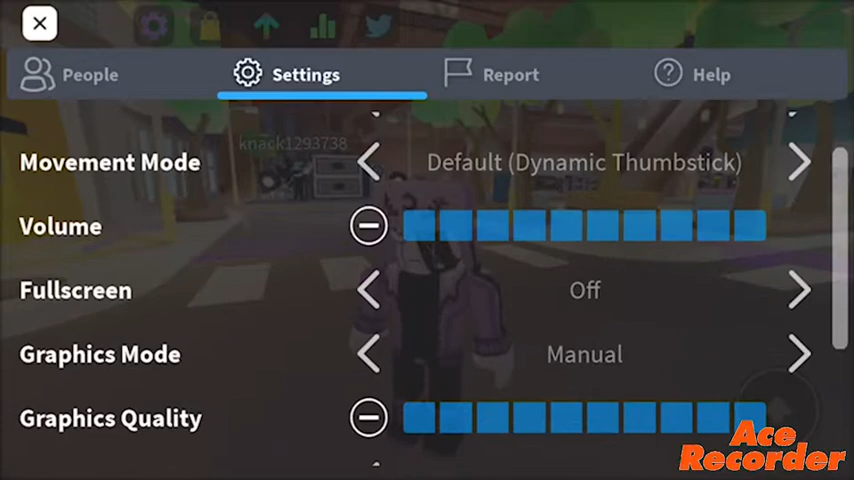 People
Settings
Report
Help
knack1293738
Movement Mode
Default (Dynamic Thumbstick)
Volume
Fullscreen
Off
Graphics Mode
Manual
Graphics Quality
Ace
Recorder